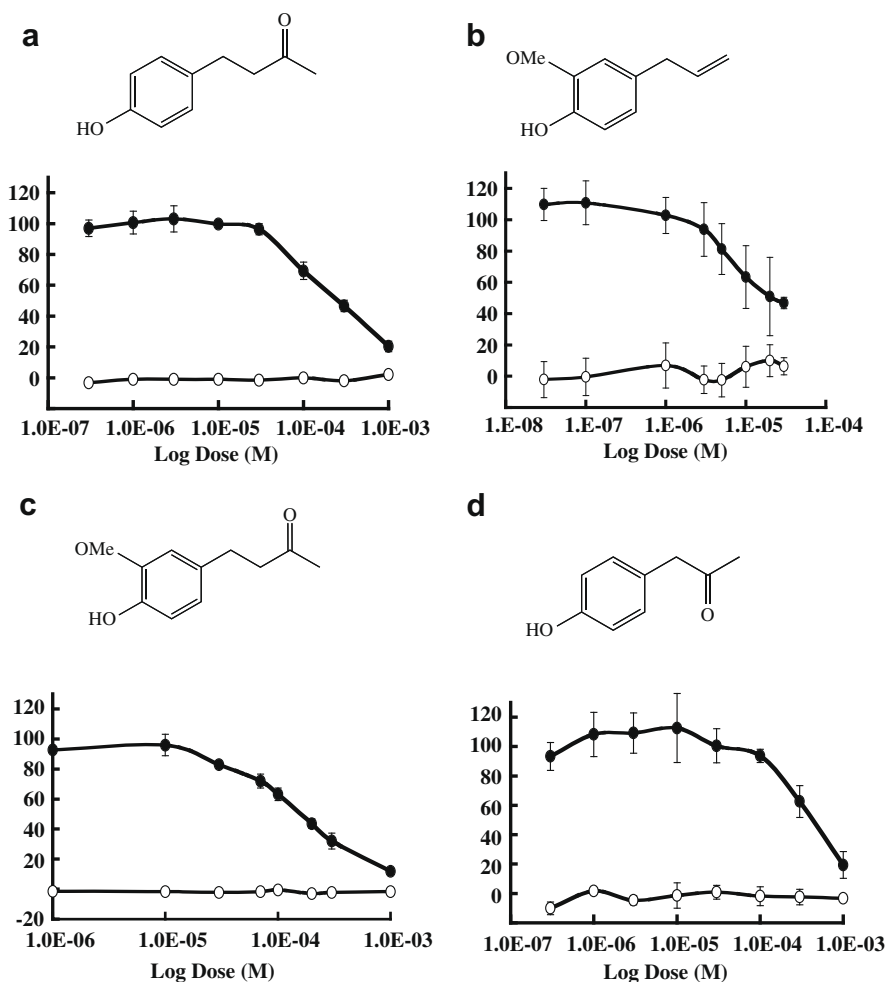 a
O
HO
120
100
80
60
40
20
0
1.0E-07 1.0E-06 1.0E-05 1.0E-04 1.0E-03
Log Dose (M)
b
OMe
HO
120
100
80
60
40
20
0
1.E-08 1.E-07 1.E-06 1.E-05 1.E-04
Log Dose (M)
c
O
OMe
HO
120
100
80
60
40
20
-20
1.0E-06 1.0E-05 1.0E-04 1.0E-03
Log Dose (M)
d
O
HO
120
100
80
60
40
20
0
1.0E-07 1.0E-06 1.0E-05 1.0E-04 1.0E-03
Log Dose (M)